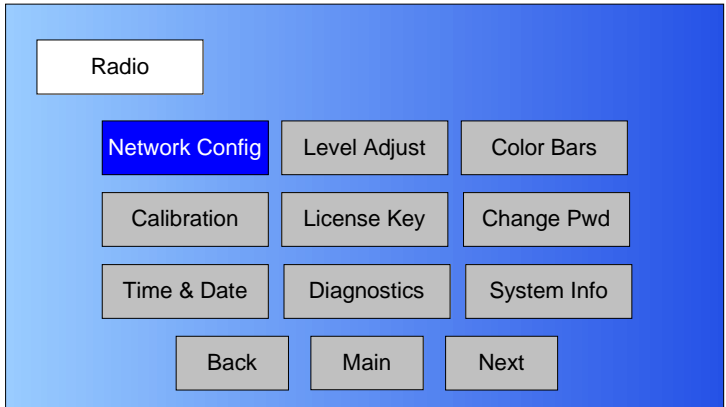 Radio
Network Config Level Adjust Color Bars
Calibration License Key Change Pwd
Time & Date Diagnostics System Info
Back Main Next